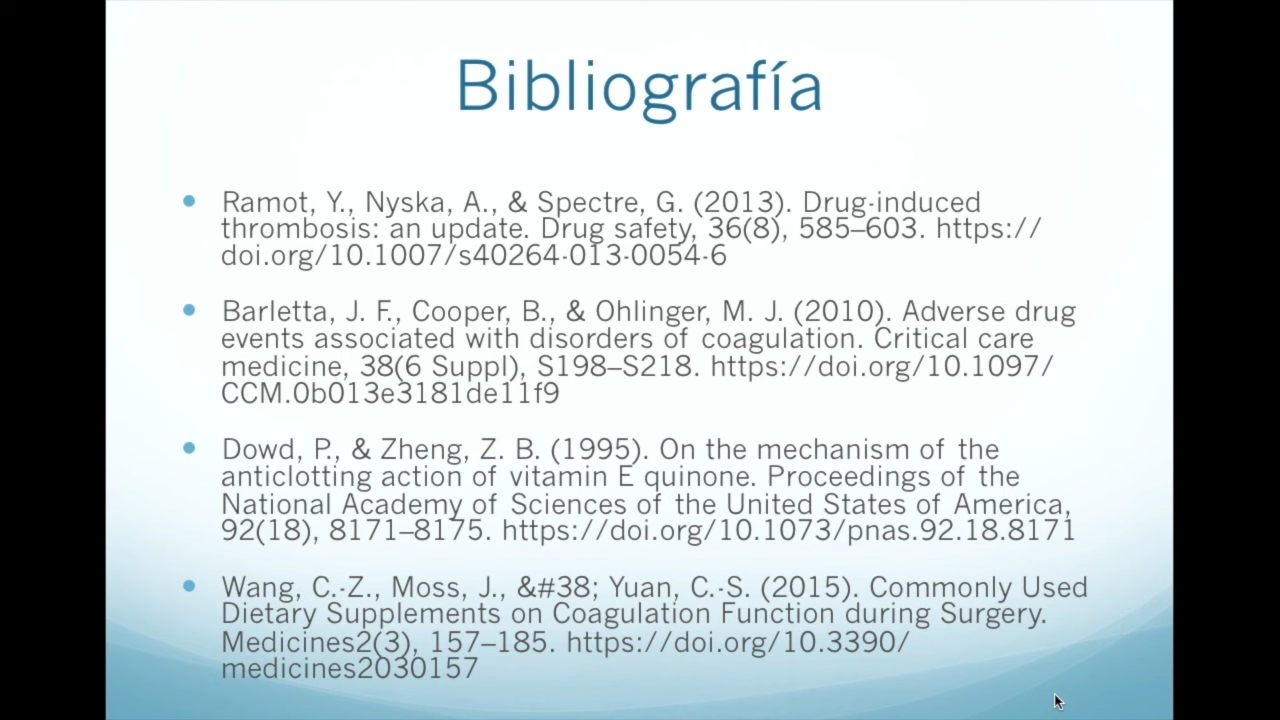 Bibliografía
Ramot, Y., Nyska, A., & Spectre, G. (2013). Drug-induced
thrombosis: an update. Drug safety, 36(8), 585–603. https://
doi.org/10.1007/s40264-013-0054-6
Barletta, J. F., Cooper, B., & Ohlinger, M. J. (2010). Adverse drug
events associated with disorders of coagulation. Critical care
medicine, 38(6 Suppl), S198–S218. https://doi.org/10.1097/
CCM.0b013e3181de11f9
Dowd, P., & Zheng, Z. B. (1995). On the mechanism of the
anticlotting action of vitamin E quinone. Proceedings of the
National Academy of Sciences of the United States of America,
92(18), 8171–8175. https://doi.org/10.1073/pnas.92.18.8171
Wang, C.-Z., Moss, J., &#38; Yuan, C.-S. (2015). Commonly Used
Dietary Supplements on Coagulation Function during Surgery.
Medicines2(3), 157–185. https://doi.org/10.3390/
medicines2030157